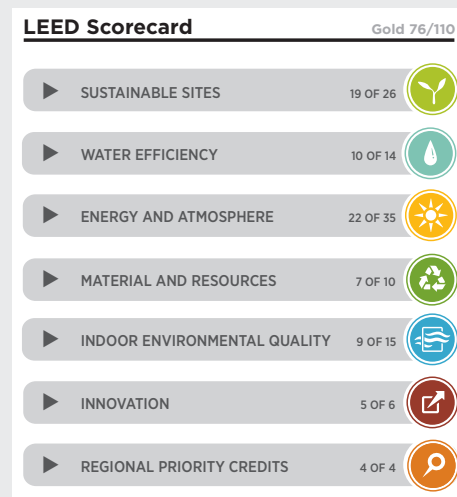 LEED Scorecard Gold 76/110
SUSTAINABLE SITES 19 OF 26
WATER EFFICIENCY 10 OF 14
ENERGY AND ATMOSPHERE 22 OF 35
MATERIAL AND RESOURCES 7 OF 10
INDOOR ENVIRONMENTAL QUALITY 9 OF 15
INNOVATION 5 OF 6
REGIONAL PRIORITY CREDITS 4 OF 4